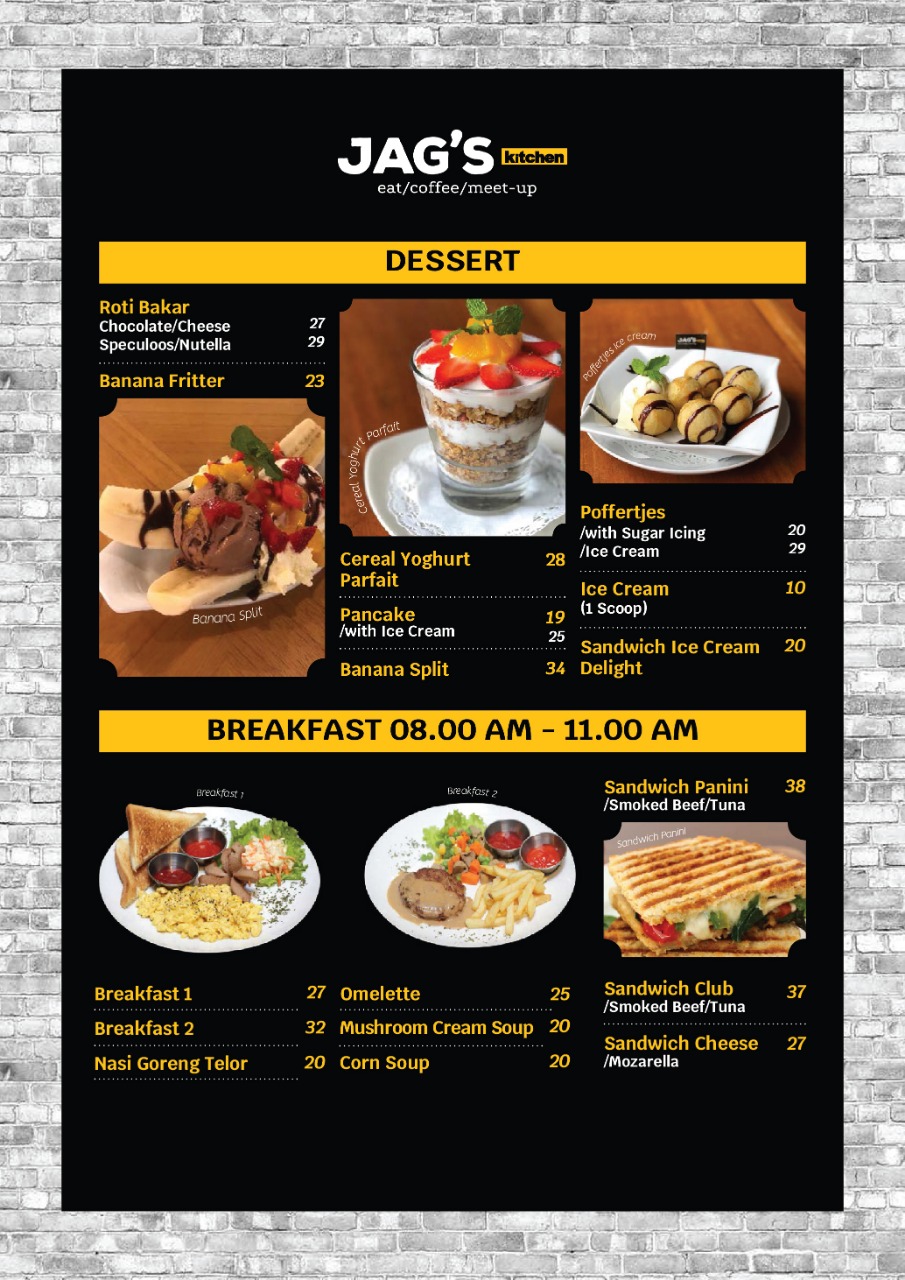 JAG'S kitchen
eat/coffee/meet-up
DESSERT
Roti Bakar
Chocolate/Cheese 27
Speculoos/Nutella 29
Banana Fritter 23
Banana Split
Cereal Yoghurt Parfait
Cereal Yoghurt 28
Parfait
Pancake 19
/with Ice Cream 25
Banana Split 34
Poffertjes Ice cream
JAG'S
Poffertjes
/with Sugar Icing 20
/Ice Cream 29
Ice Cream 10
(1 Scoop)
Sandwich Ice Cream 20
Delight
BREAKFAST 08.00 AM - 11.00 AM
Breakfast 1
Breakfast 1 27
Breakfast 2 32
Nasi Goreng Telor 20
Breakfast 2
Omelette 25
Mushroom Cream Soup 20
Corn Soup 20
Sandwich Panini 38
/Smoked Beef/Tuna
Sandwich Panini
Sandwich Club 37
/Smoked Beef/Tuna
Sandwich Cheese 27
/Mozarella